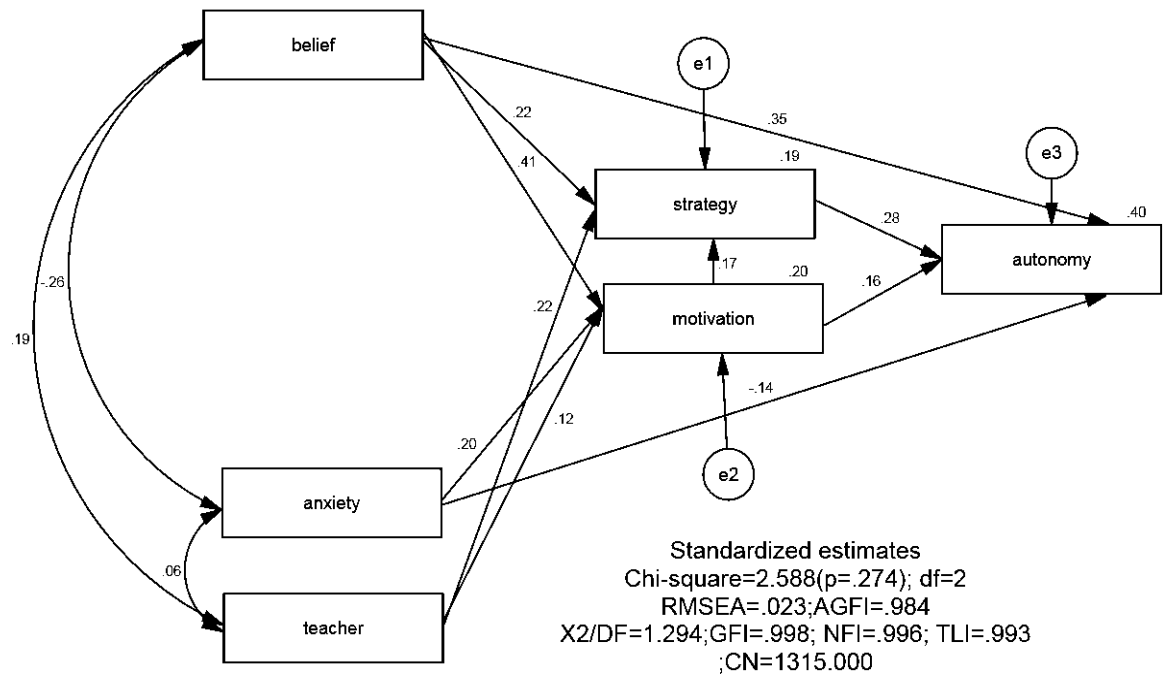 belief
e1
.22
.35
.41
.19
e3
strategy
.40
.28
autonomy
-.26
.17
.20
.16
.22
motivation
.19
-.14
.12
.20
e2
anxiety
.06
teacher
Standardized estimates
Chi-square=2.588(p=.274); df=2
RMSEA=.023;AGFI=.984
X2/DF=1.294;GFI=.998; NFI=.996; TLI=.993
;CN=1315.000